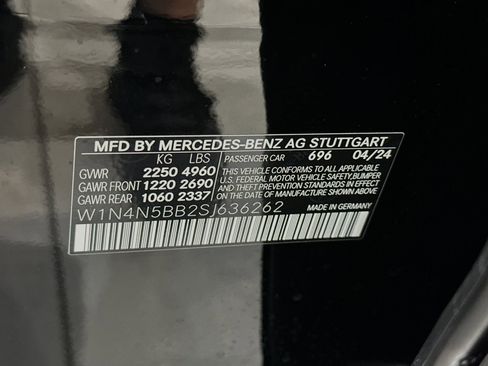 MFD BY MERCEDES-BENZ AG STUTTGART
KG LBS PASSENGER CAR 696 04/24
GVWR 2250 4960 THIS VEHICLE CONFORMS TO ALL APPLICABLE
GAWR FRONT 1220 2690 U.S. FEDERAL MOTOR VEHICLE SAFETY, BUMPER
GAWR REAR 1060 2337 AND THEFT PREVENTION STANDARDS IN EFFECT
ON THE DATE OF MANUFACTURE SHOWN ABOVE
W1N4N5BB2SJ636262
MADE IN GERMANY